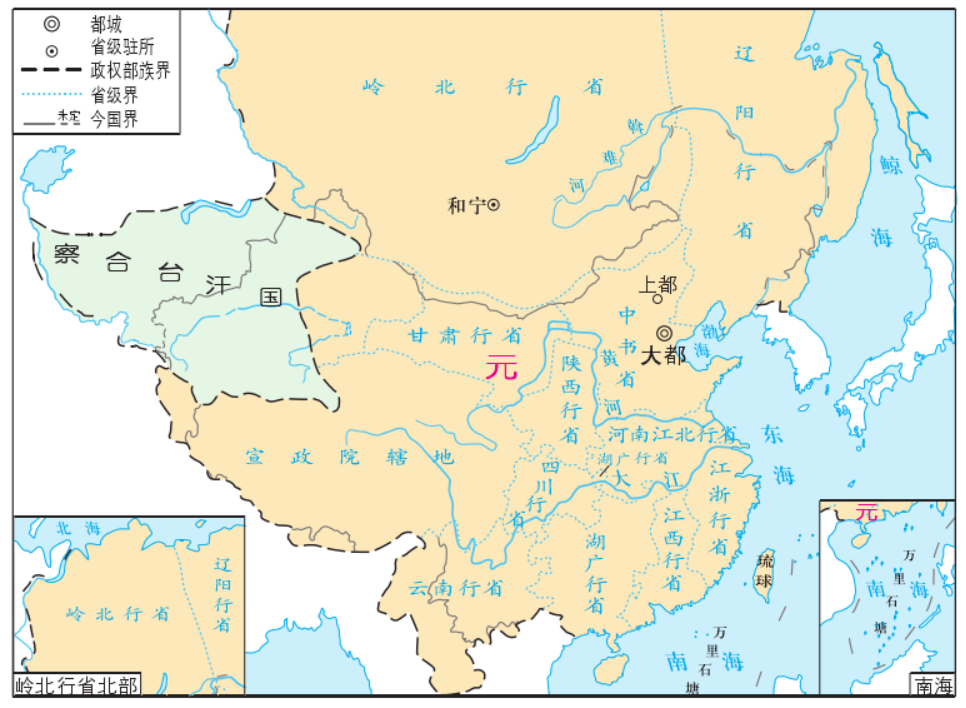 都城
省级驻所
政权部族界
省级界
未定
今国界
岭北行省
辽阳行省
斡难河
鲸海
和宁
察合台汗国
上都
大都
中书省
渤海
甘肃行省
元
陕西行省
黄河
河南江北行省
东海
宣政院辖地
四川行省
湖广行省
大江
江浙行省
江西行省
湖广行省
云南行省
琉球
南海
万里石塘
北海
岭北行省
辽阳行省
岭北行省北部
元
南海
万里石塘
南海